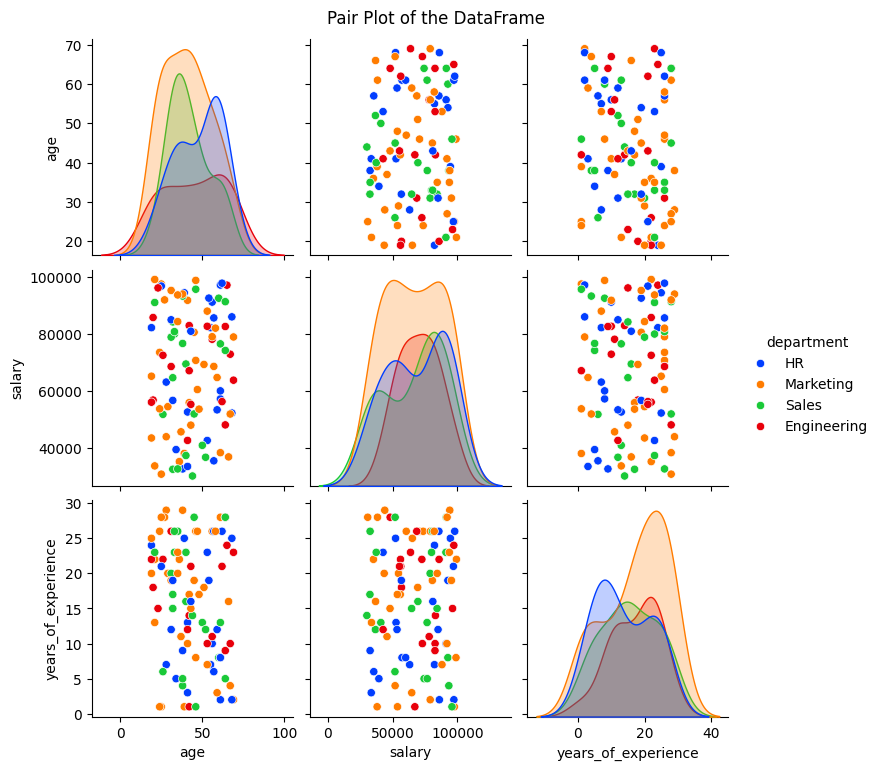 Pair Plot of the DataFrame
70
60
50
40
30
20
age
100000
80000
60000
40000
salary
department
HR
Marketing
Sales
Engineering
30
25
20
15
10
5
0
years_of_experience
0 50 100
0 50000 100000
0 20 40
age salary years_of_experience